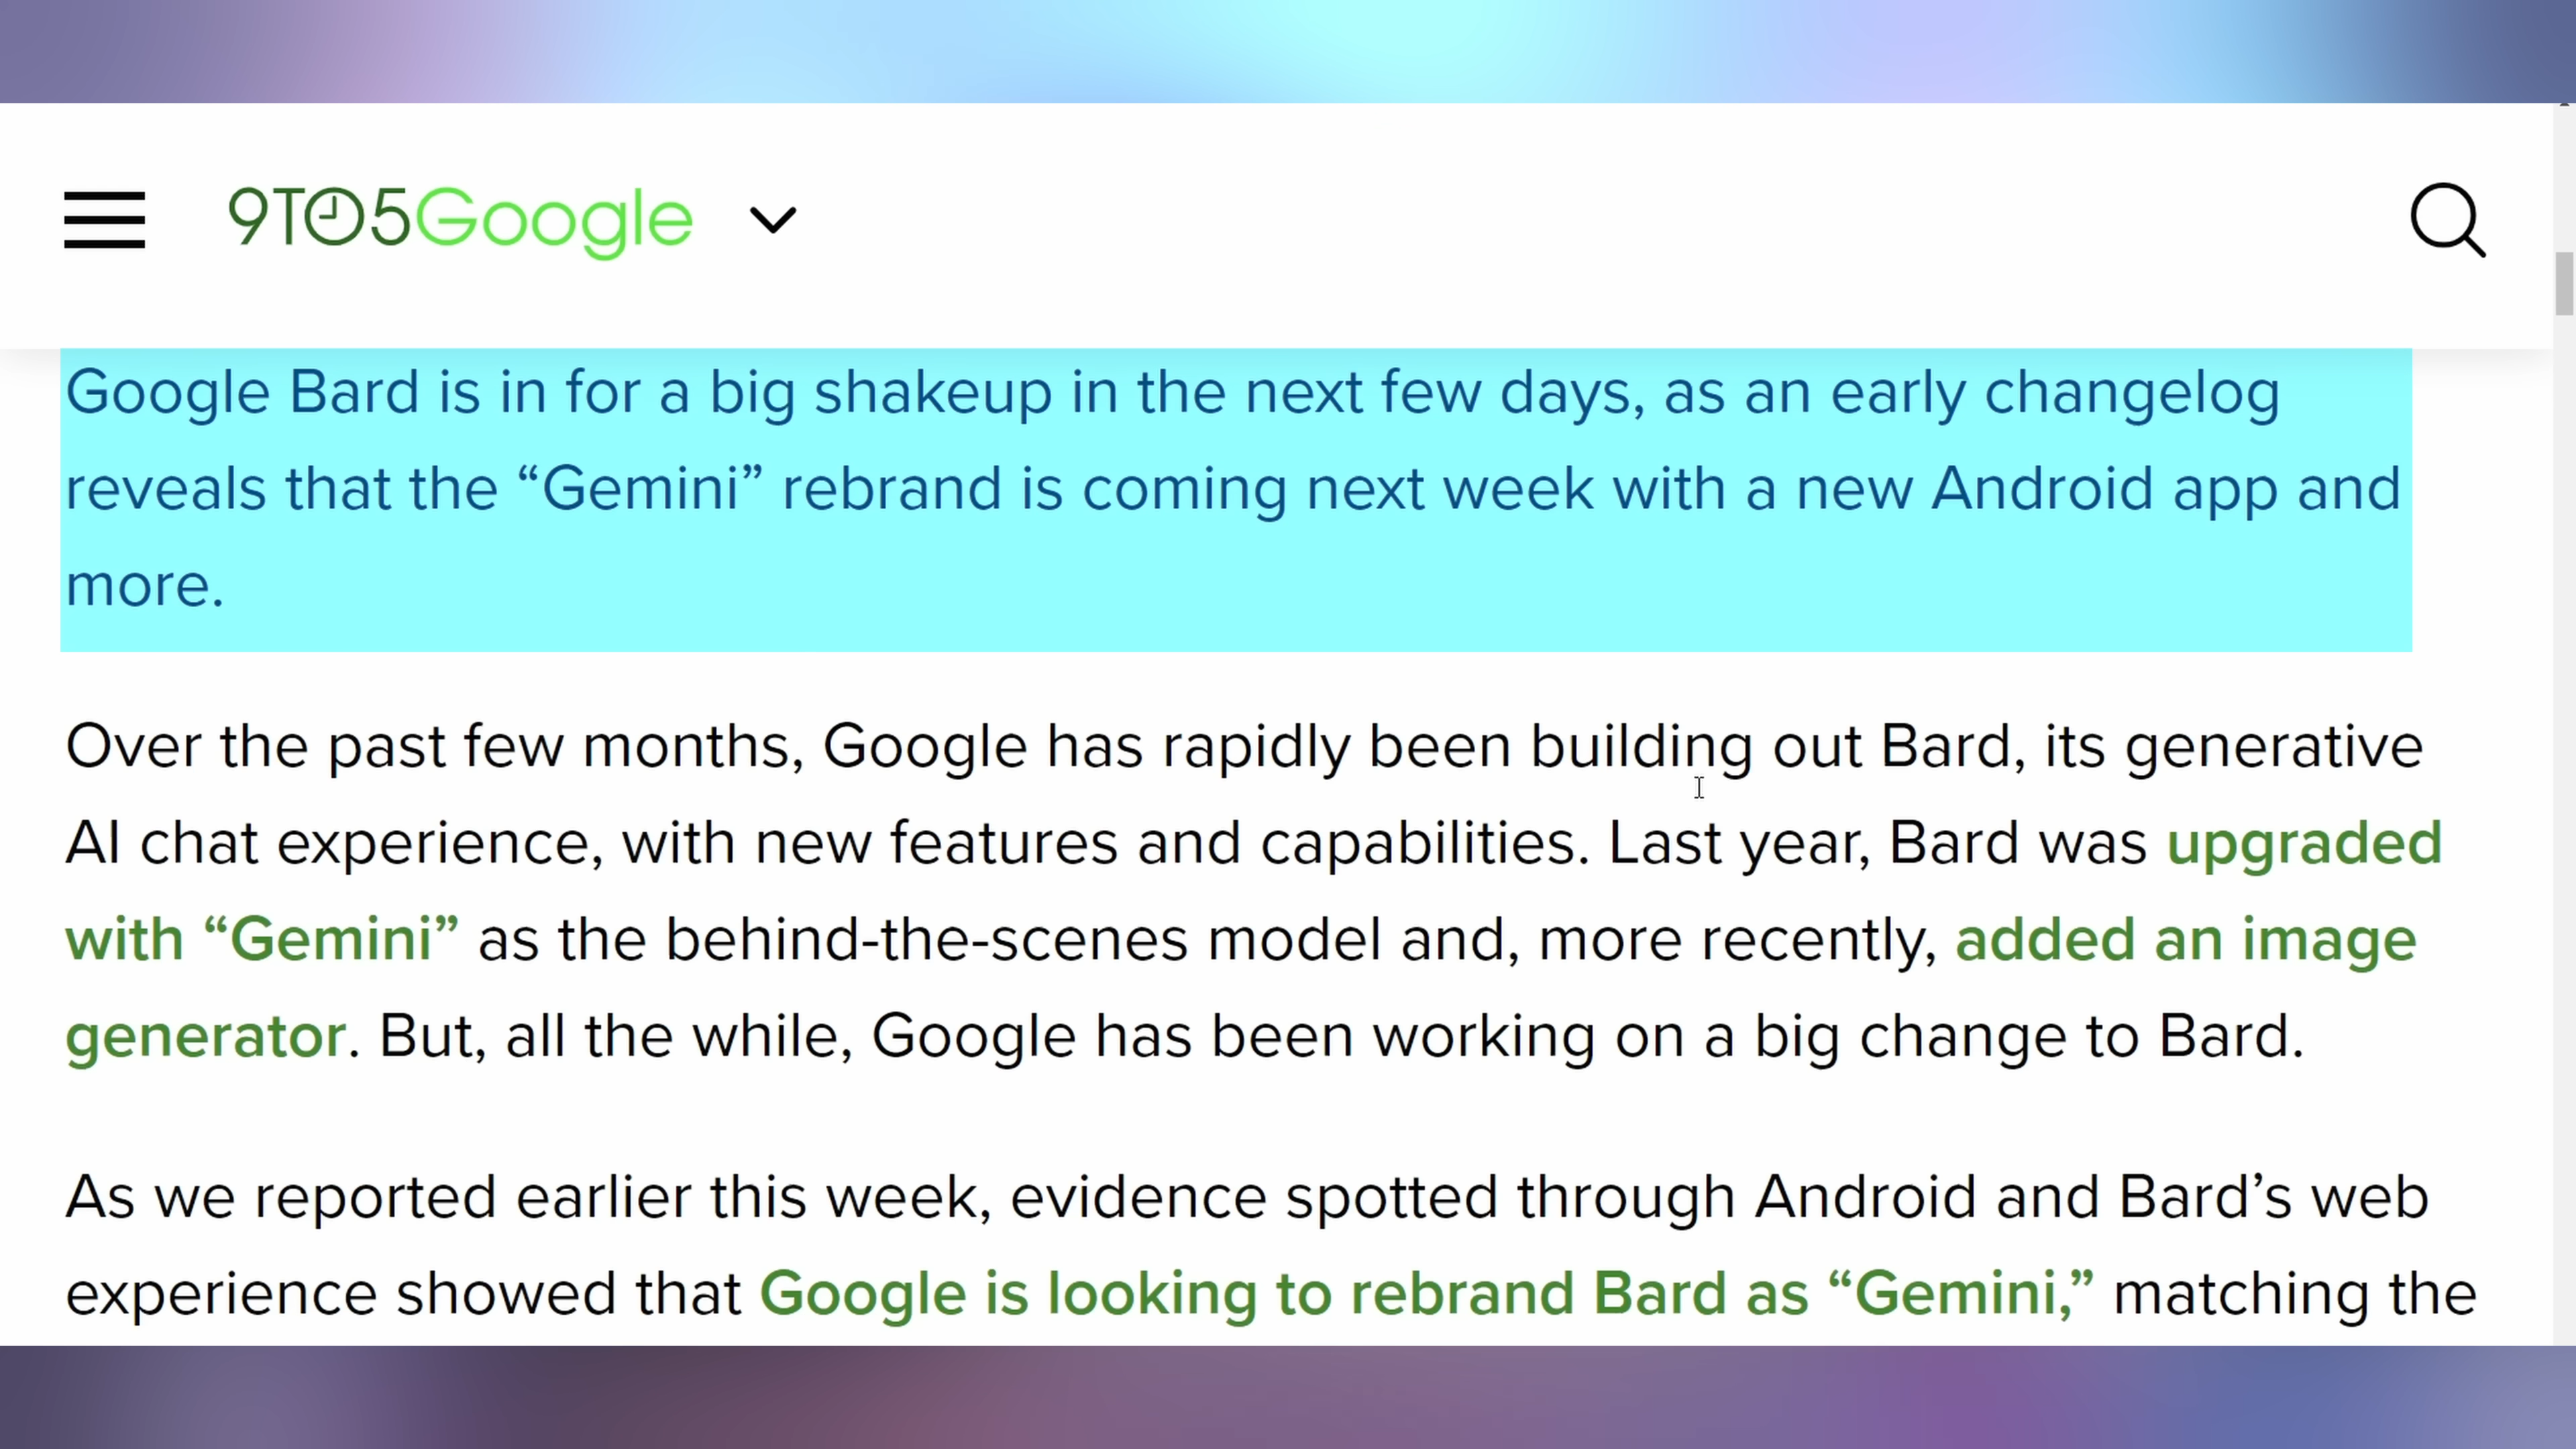 9TO5Google
Google Bard is in for a big shakeup in the next few days, as an early changelog
reveals that the “Gemini” rebrand is coming next week with a new Android app and
more.
Over the past few months, Google has rapidly been building out Bard, its generative
AI chat experience, with new features and capabilities. Last year, Bard was upgraded
with “Gemini” as the behind-the-scenes model and, more recently, added an image
generator. But, all the while, Google has been working on a big change to Bard.
As we reported earlier this week, evidence spotted through Android and Bard’s web
experience showed that Google is looking to rebrand Bard as “Gemini,” matching the